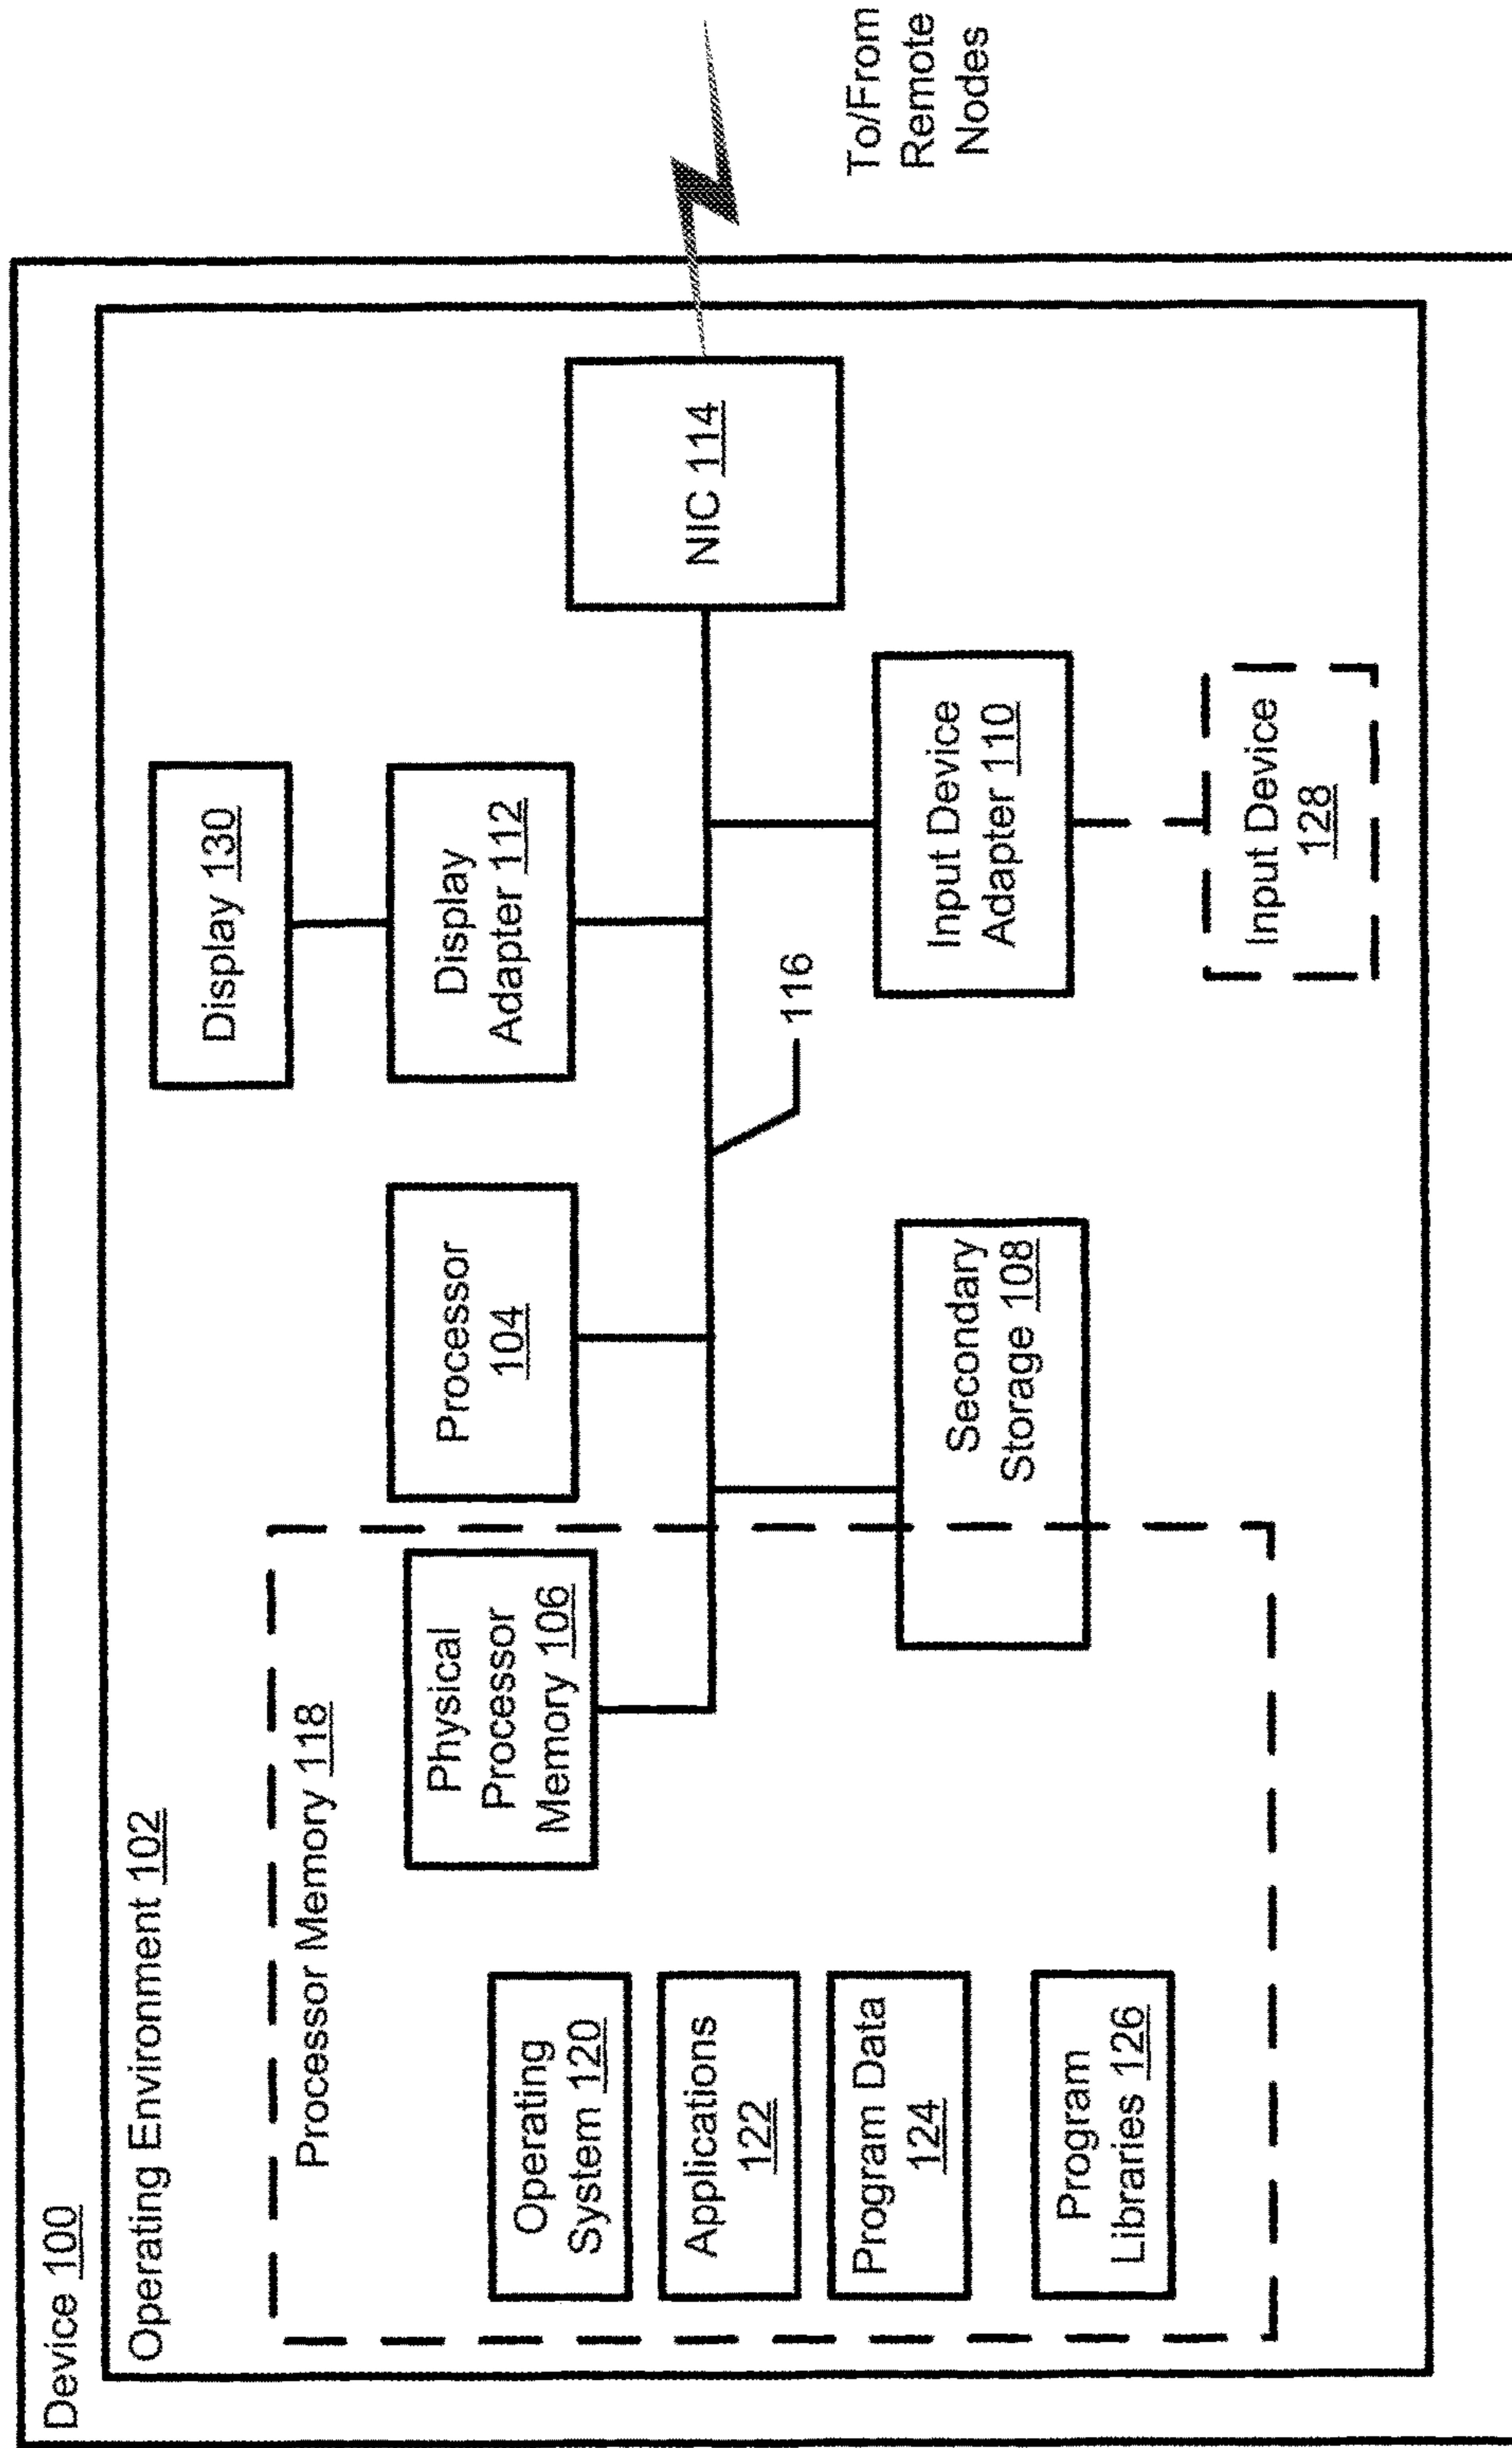 Device 100
Operating Environment 102
Processor Memory 118
Operating
System 120
Applications
122
Program Data
124
Program
Libraries 126
Physical
Processor
Memory 106
Processor
104
Secondary
Storage 108
116
Display 130
Display
Adapter 112
Input Device
Adapter 110
Input Device
128
NIC 114
To/From
Remote
Nodes